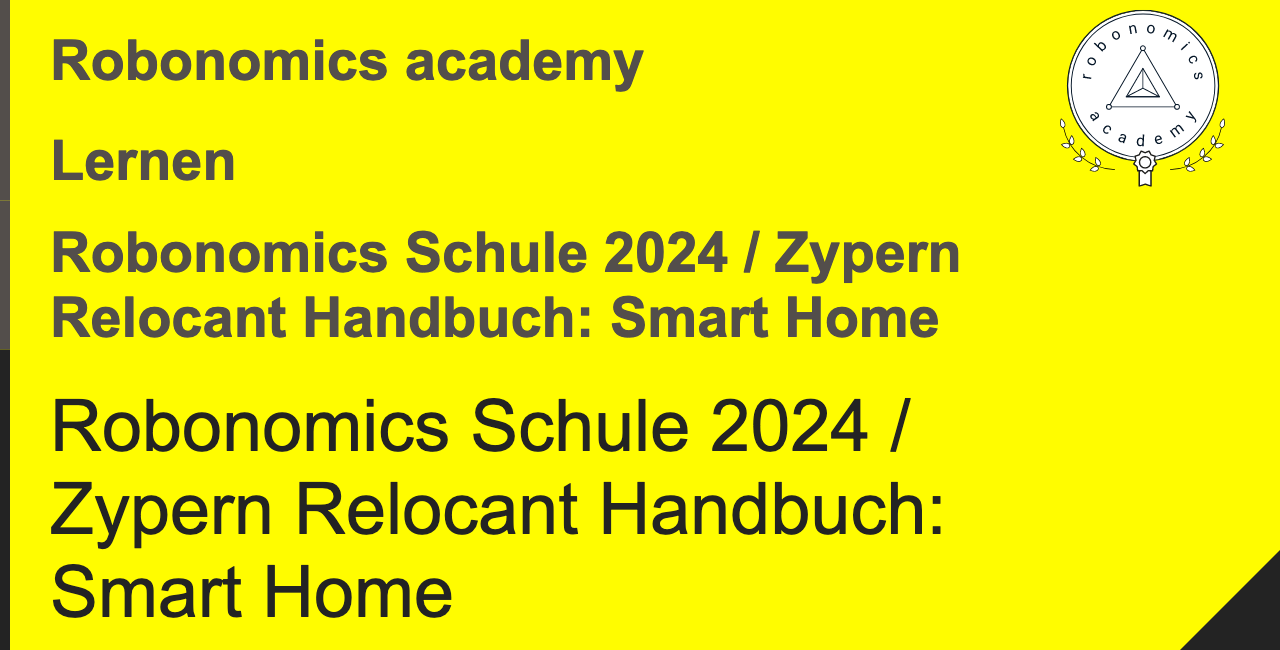 Robonomics academy
Lernen
Robonomics Schule 2024 / Zypern
Relocant Handbuch: Smart Home
Robonomics Schule 2024 /
Zypern Relocant Handbuch:
Smart Home
robonomics
academy